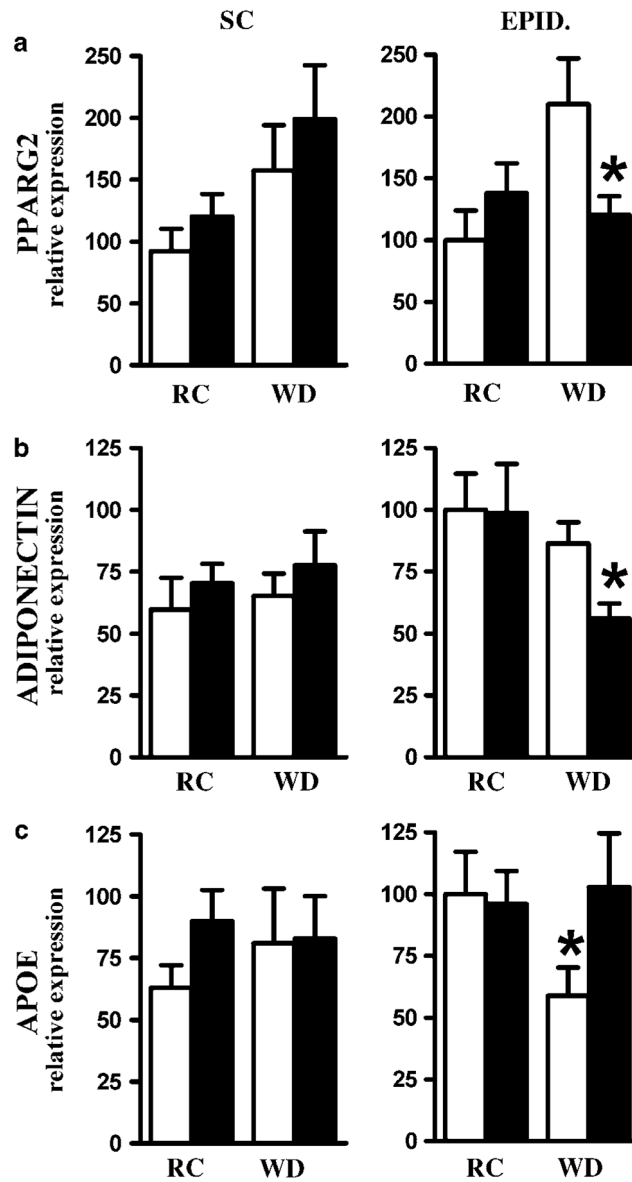 SC
EPID.
a
PPARG2
relative expression
250
200
150
100
50
0
RC
WD
250
200
150
100
50
0
*
RC
WD
b
ADIPONECTIN
relative expression
125
100
75
50
25
0
RC
WD
125
100
75
50
25
0
*
RC
WD
c
APOE
relative expression
125
100
75
50
25
0
RC
WD
125
100
75
50
25
0
*
RC
WD